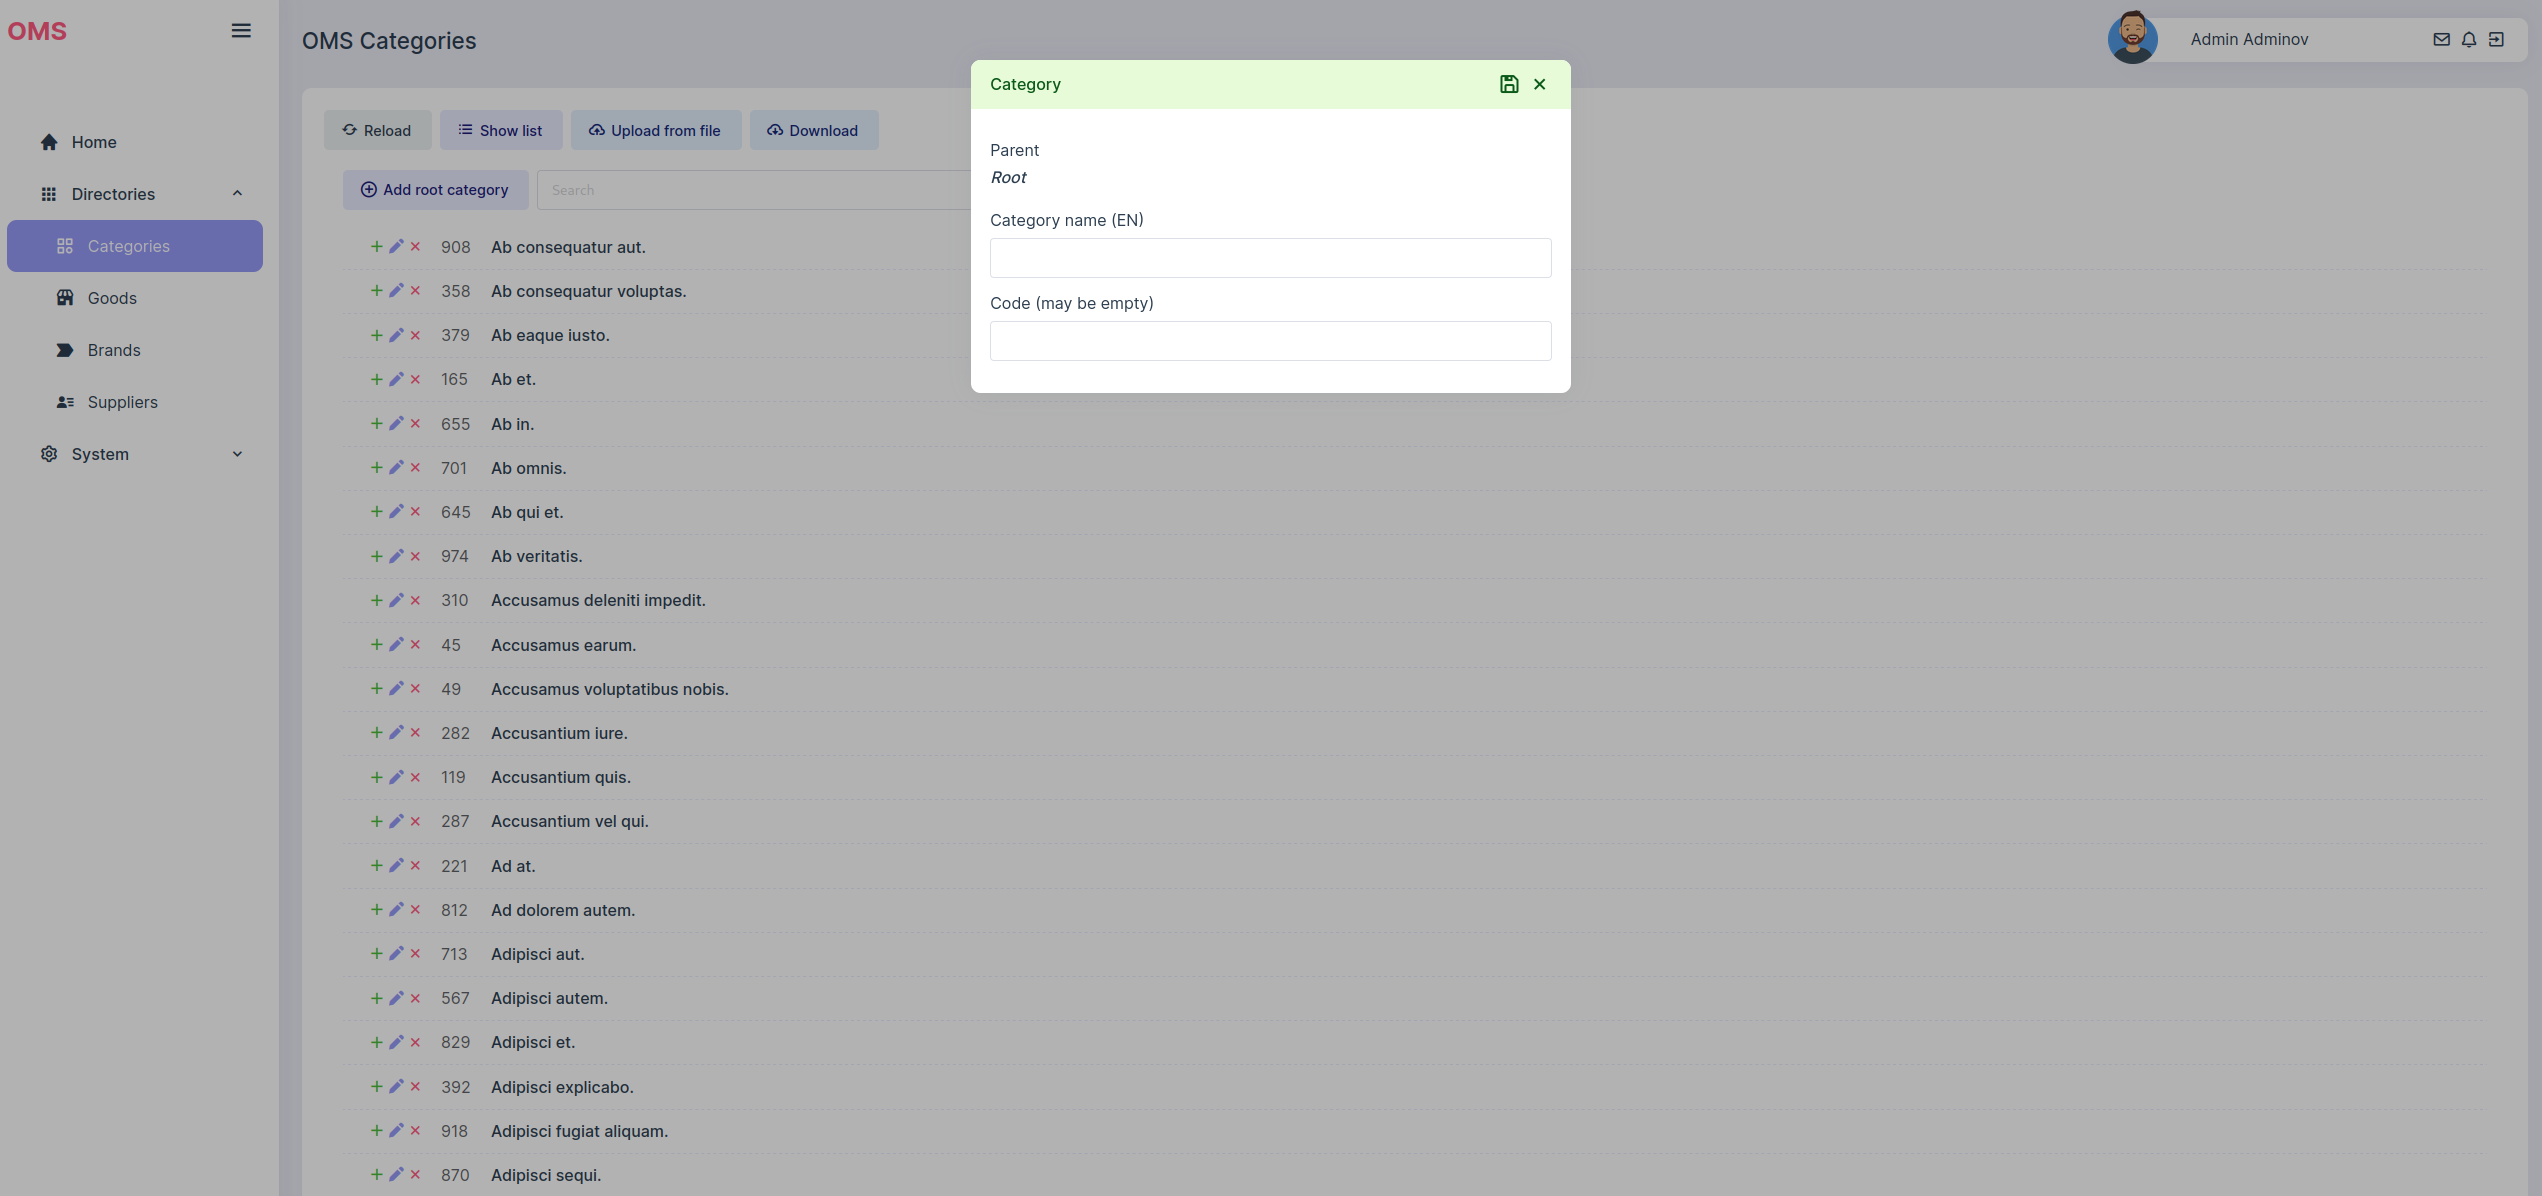 OMS
Home
Directories
Categories
Goods
Brands
Suppliers
System
OMS Categories
Admin Adminov
Reload
Show list
Upload from file
Download
Add root category
Search
908 Ab consequatur aut.
358 Ab consequatur voluptas.
379 Ab eaque iusto.
165 Ab et.
655 Ab in.
701 Ab omnis.
645 Ab qui et.
974 Ab veritatis.
310 Accusamus deleniti impedit.
45 Accusamus earum.
49 Accusamus voluptatibus nobis.
282 Accusantium iure.
119 Accusantium quis.
287 Accusantium vel qui.
221 Ad at.
812 Ad dolorem autem.
713 Adipisci aut.
567 Adipisci autem.
829 Adipisci et.
392 Adipisci explicabo.
918 Adipisci fugiat aliquam.
870 Adipisci sequi.
Category
Parent
Root
Category name (EN)
Code (may be empty)